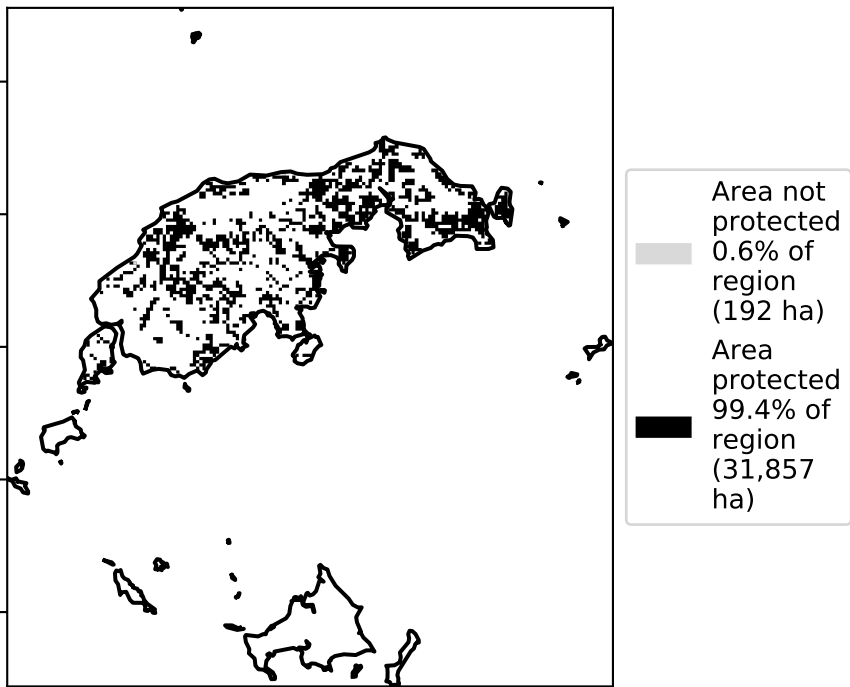 Area not
protected
0.6% of
region
(192 ha)
Area
protected
99.4% of
region
(31,857
ha)